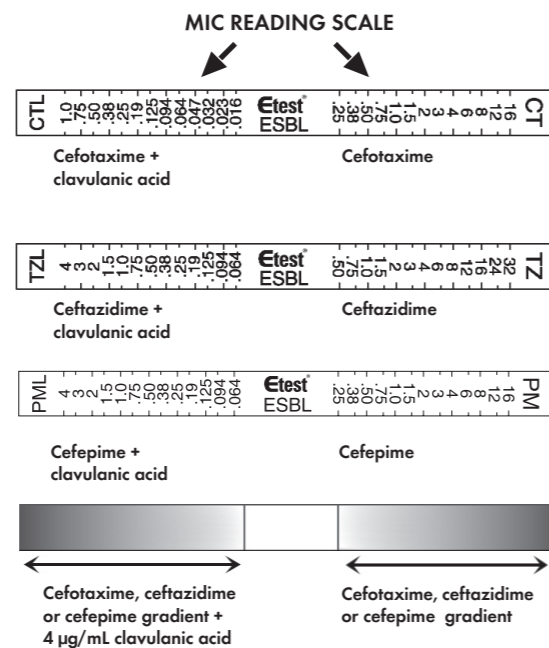 MIC READING SCALE
CTL 1.0 .75 .50 .38 .25 .19 .125 .094 .064 .047 .032 .023 .016 Etest® ESBL .25 .38 .50 .75 1.0 1.5 2 3 4 6 8 12 16 CT
Cefotaxime + clavulanic acid
Cefotaxime
TZL 4 3 2 1.5 1.0 .75 .50 .38 .25 .19 .125 .094 .064 Etest® ESBL .50 .75 1.0 1.5 2 3 4 6 8 12 16 24 32 TZ
Ceftazidime + clavulanic acid
Ceftazidime
PML 4 3 2 1.5 1.0 .75 .50 .38 .25 .19 .125 .094 .064 Etest® ESBL .25 .38 .50 .75 1.0 1.5 2 3 4 6 8 12 16 PM
Cefepime + clavulanic acid
Cefepime
Cefotaxime, ceftazidime
or cefepime gradient +
4 µg/mL clavulanic acid
Cefotaxime, ceftazidime
or cefepime gradient